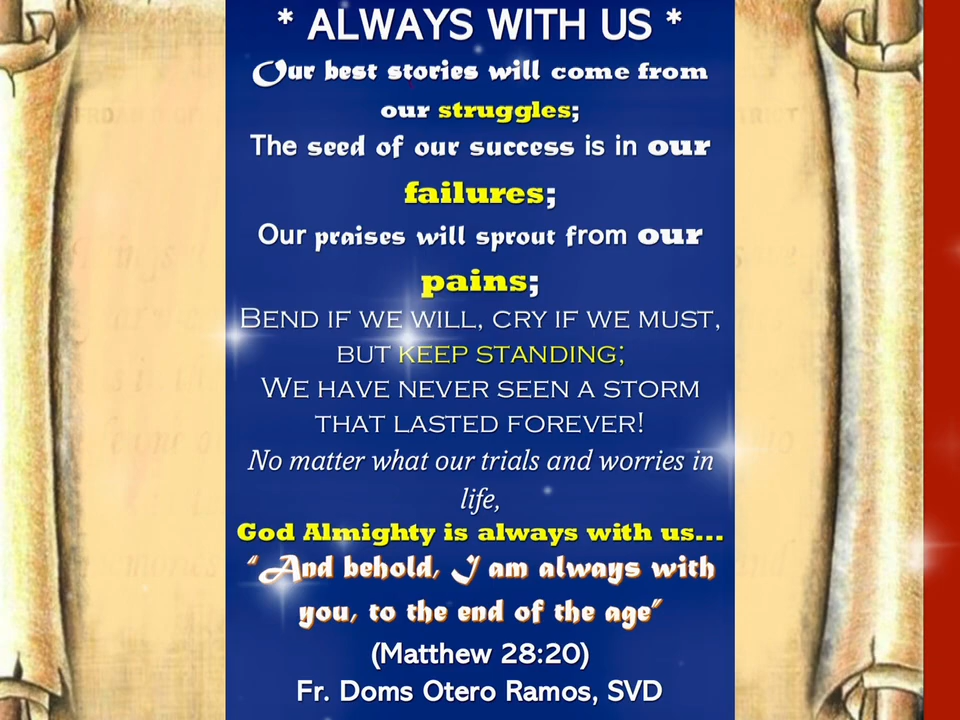 * ALWAYS WITH US *
Our best stories will come from
our struggles;
The seed of our success is in our
failures;
Our praises will sprout from our
pains;
BEND IF WE WILL, CRY IF WE MUST,
BUT KEEP STANDING;
WE HAVE NEVER SEEN A STORM
THAT LASTED FOREVER!
No matter what our trials and worries in
life,
God Almighty is always with us...
"And behold, I am always with
you, to the end of the age"
(Matthew 28:20)
Fr. Doms Otero Ramos, SVD